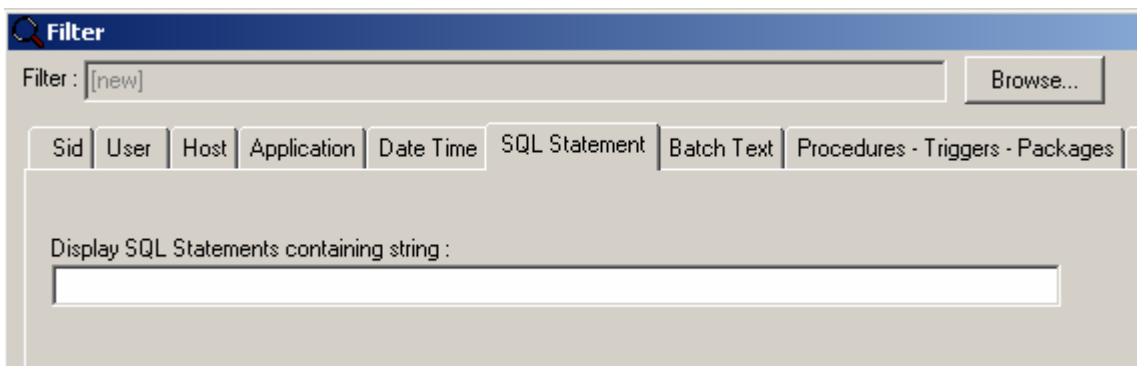 Filter
Filter : [new] Browse...
Sid User Host Application Date Time SQL Statement Batch Text Procedures - Triggers - Packages
Display SQL Statements containing string :